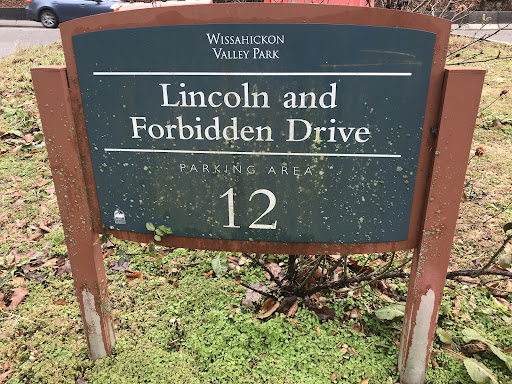 Wissahickon
Valley Park
Lincoln and
Forbidden Drive
PARKING AREA
12